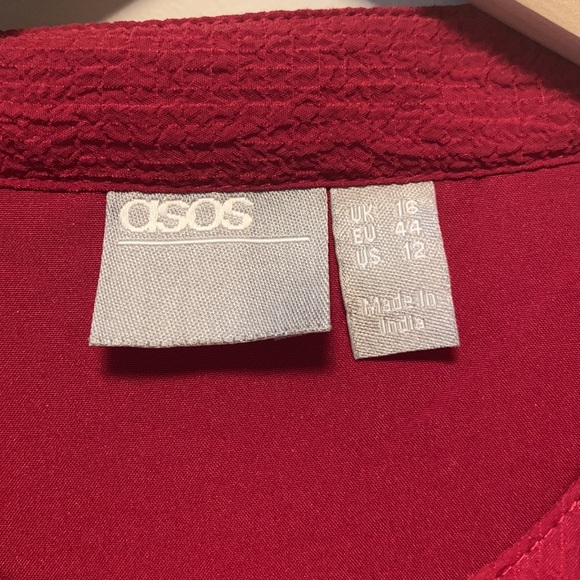 asos
UK 16
EU 44
US 12
Made In
India